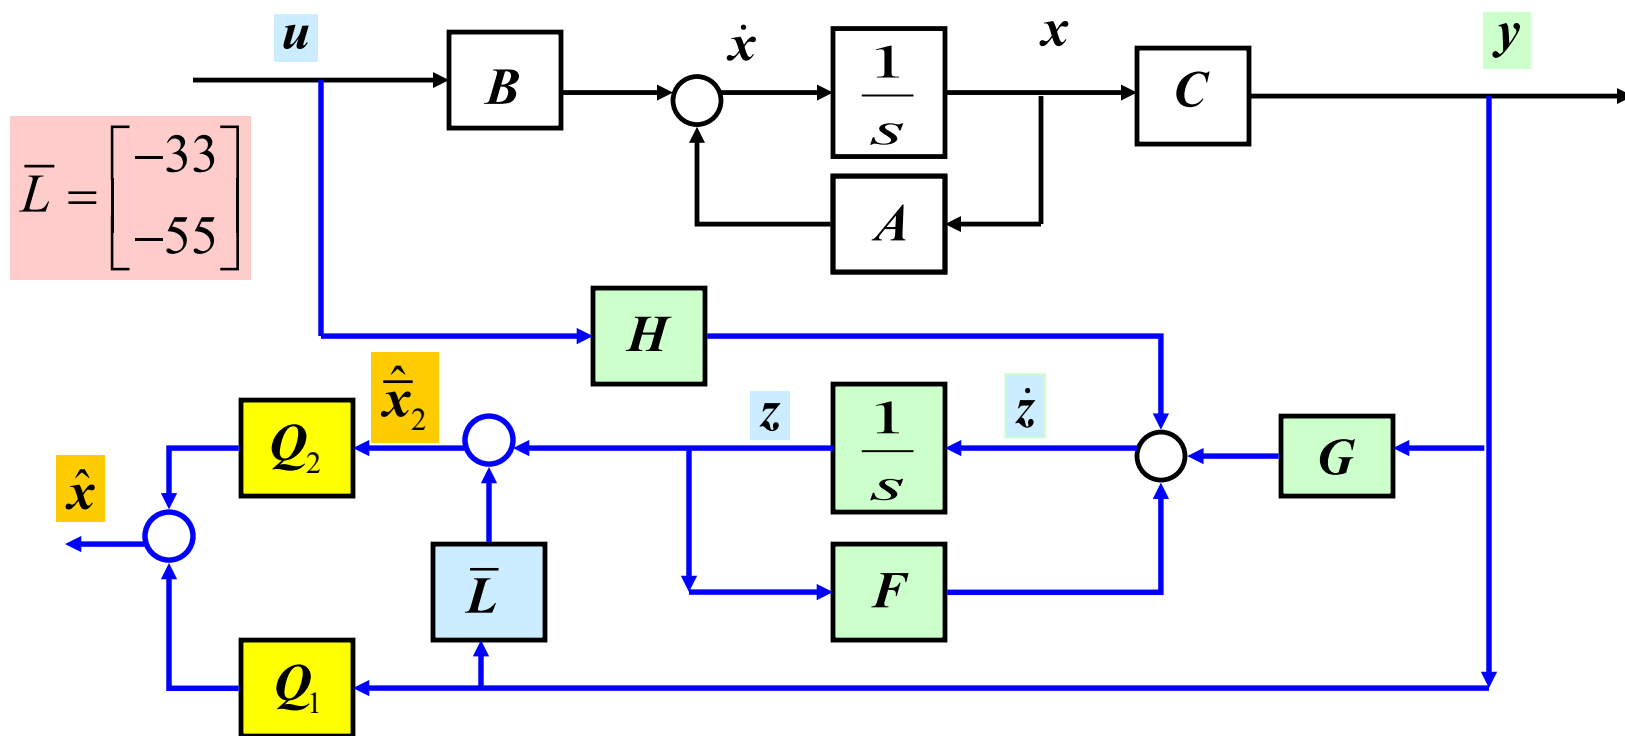 u
B
ẋ
1
s
x
C
y
L̄ = [ −33
−55 ]
A
H
Q₂
x̄̂₂
z
1
s
ż
G
x̂
L̄
F
Q₁